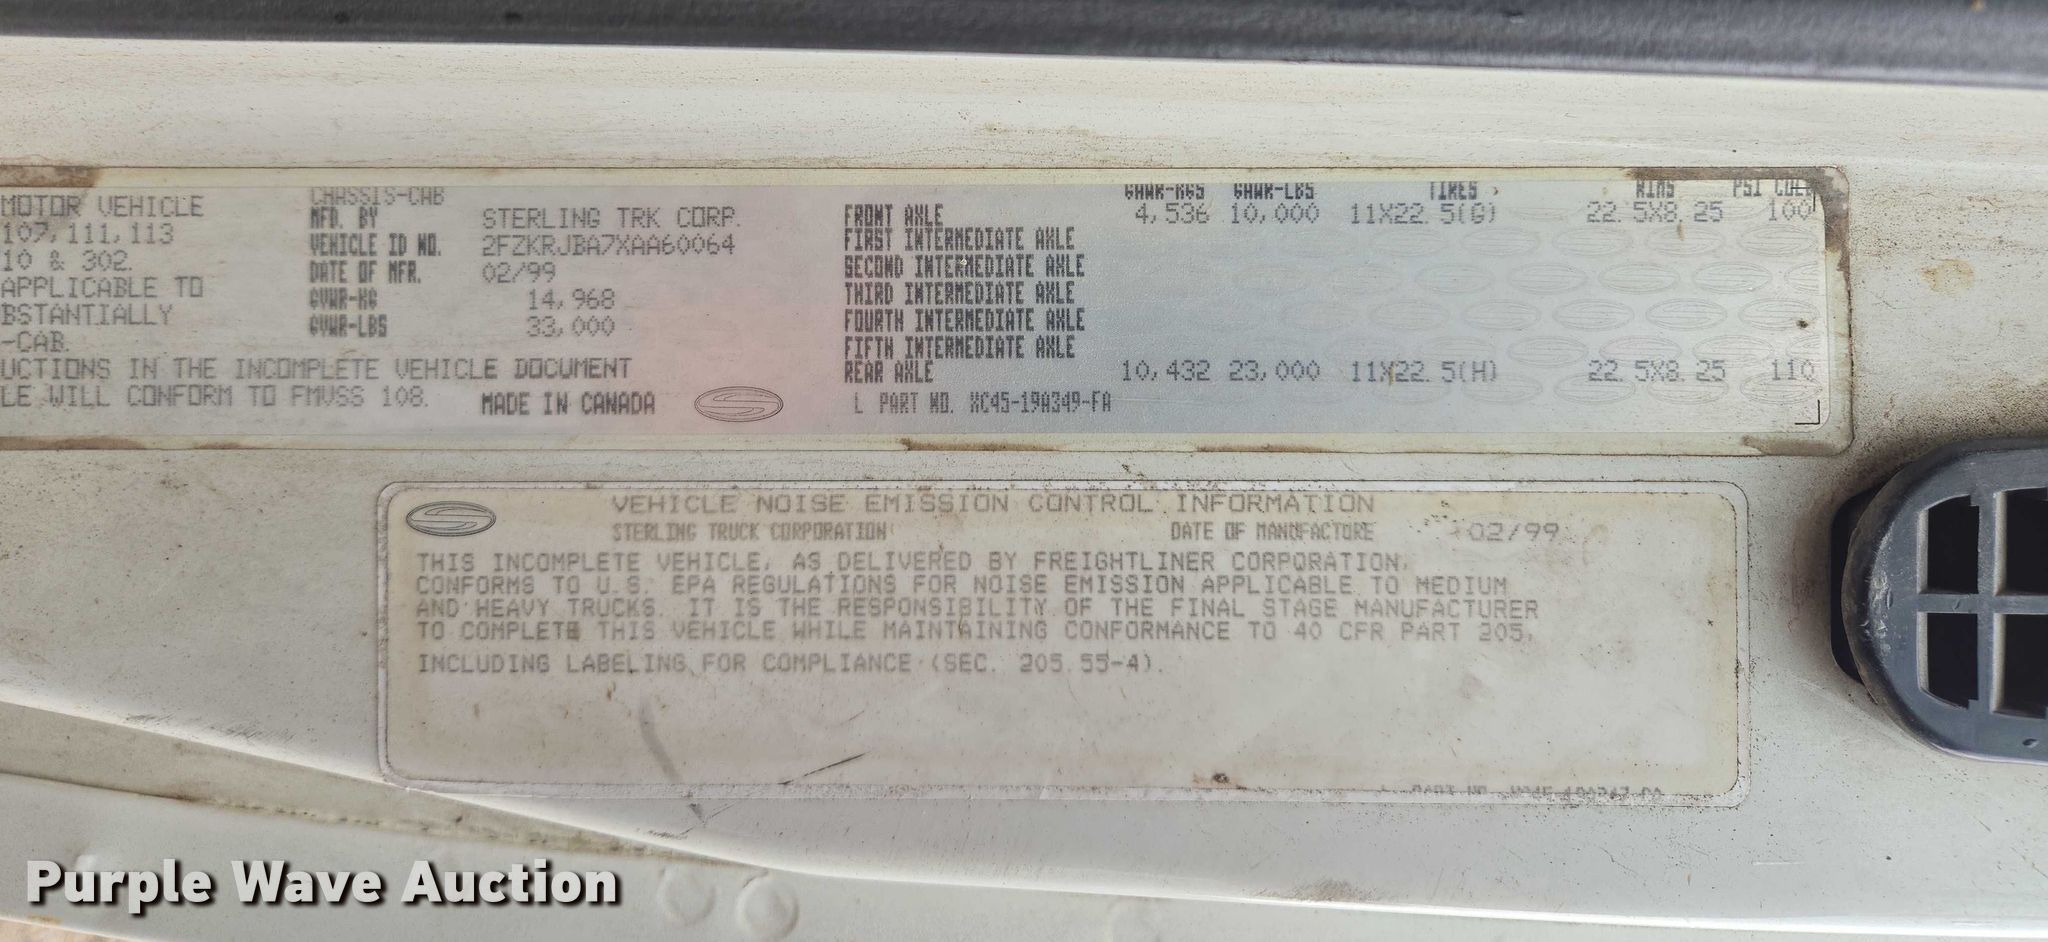 CHASSIS-CAB
MOTOR VEHICLE
107, 111, 113
10 & 302.
APPLICABLE TO
BSTANTIALLY
-CAB.
UCTIONS IN THE INCOMPLETE VEHICLE DOCUMENT
LE WILL CONFORM TO FMVSS 108.
MFD. BY STERLING TRK CORP.
VEHICLE ID NO. 2FZKRJBA7XAA60064
DATE OF MFR. 02/99
GVWR-KG 14,968
GVWR-LBS 33,000
MADE IN CANADA
GAWR-KGS GAWR-LBS TIRES RIMS PSI COLD
FRONT AXLE 4,536 10,000 11X22.5(G) 22.5X8.25 100
FIRST INTERMEDIATE AXLE
SECOND INTERMEDIATE AXLE
THIRD INTERMEDIATE AXLE
FOURTH INTERMEDIATE AXLE
FIFTH INTERMEDIATE AXLE
REAR AXLE 10,432 23,000 11X22.5(H) 22.5X8.25 110
L PART NO. XC45-19A349-FA
VEHICLE NOISE EMISSION CONTROL INFORMATION
STERLING TRUCK CORPORATION DATE OF MANUFACTURE 02/99
THIS INCOMPLETE VEHICLE, AS DELIVERED BY FREIGHTLINER CORPORATION,
CONFORMS TO U.S. EPA REGULATIONS FOR NOISE EMISSION APPLICABLE TO MEDIUM
AND HEAVY TRUCKS. IT IS THE RESPONSIBILITY OF THE FINAL STAGE MANUFACTURER
TO COMPLETE THIS VEHICLE WHILE MAINTAINING CONFORMANCE TO 40 CFR PART 205,
INCLUDING LABELING FOR COMPLIANCE (SEC. 205.55-4).
Purple Wave Auction